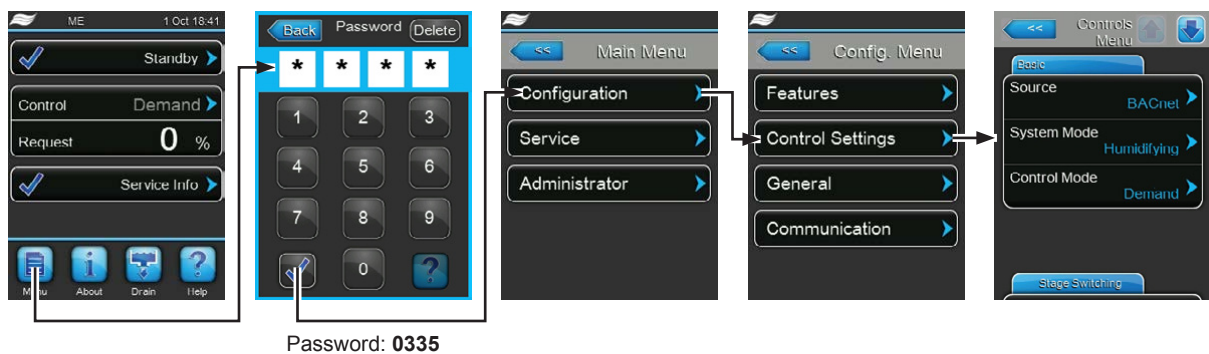 ME 1 Oct 18:41
Standby
Control Demand
Request 0 %
Service Info
Menu About Drain Help
Back Password Delete
* * * *
1 2 3
4 5 6
7 8 9
0 ?
Password: 0335
<< Main Menu
Configuration
Service
Administrator
<< Config. Menu
Features
Control Settings
General
Communication
<< Controls
Menu
Basic
Source
BACnet
System Mode
Humidifying
Control Mode
Demand
Stage Switching